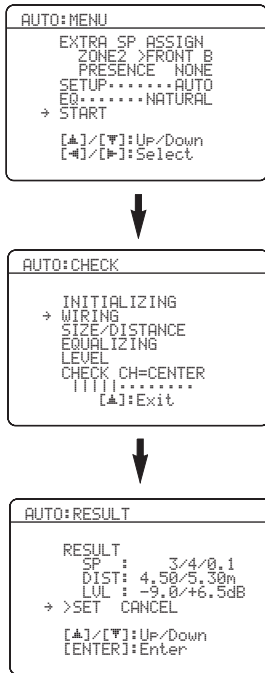 AUTO:MENU
EXTRA SP ASSIGN
ZONE2 >FRONT B
PRESENCE NONE
SETUP·······AUTO
EQ·······NATURAL
→ START
[▲]/[▼]:Up/Down
[◄]/[►]:Select
AUTO:CHECK
INITIALIZING
→ WIRING
SIZE/DISTANCE
EQUALIZING
LEVEL
CHECK CH=CENTER
|||||·········
[▲]:Exit
AUTO:RESULT
RESULT
SP : 3/4/0.1
DIST: 4.50/5.30m
LVL : -9.0/+6.5dB
→ >SET CANCEL
[▲]/[▼]:Up/Down
[ENTER]:Enter